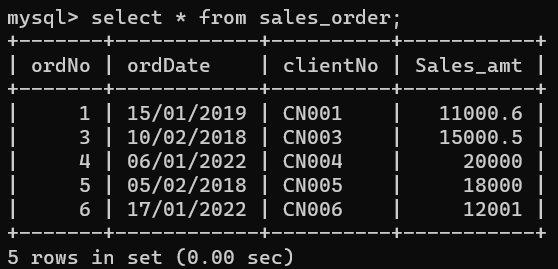 mysql> select * from sales_order;
+-------+------------+----------+-----------+
| ordNo | ordDate    | clientNo | Sales_amt |
+-------+------------+----------+-----------+
|     1 | 15/01/2019 | CN001    |   11000.6 |
|     3 | 10/02/2018 | CN003    |   15000.5 |
|     4 | 06/01/2022 | CN004    |     20000 |
|     5 | 05/02/2018 | CN005    |     18000 |
|     6 | 17/01/2022 | CN006    |     12001 |
+-------+------------+----------+-----------+
5 rows in set (0.00 sec)